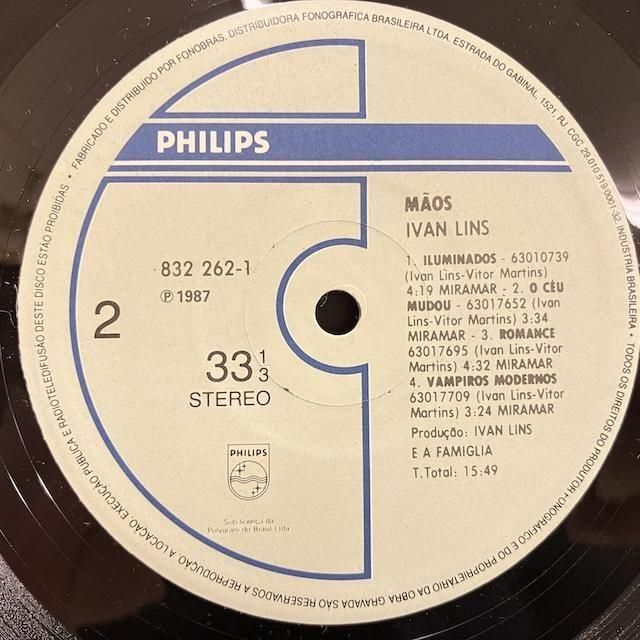 FABRICADO E DISTRIBUIDO POR FONOBRAS. DISTRIBUIDORA FONOGRÁFICA BRASILEIRA LTDA. ESTRADA DO GABINAL, 1521, RJ, CGC 29.010.519/0001-32. INDUSTRIA BRASILEIRA • TODOS OS DIREITOS DO PRODUTOR FONOGRÁFICO E DO PROPRIETÁRIO DA OBRA GRAVADA SÃO RESERVADOS A REPRODUÇÃO A LOCAÇÃO, EXECUÇÃO PÚBLICA E RADIOTELEDIFUSÃO DESTE DISCO ESTÃO PROIBIDAS •
PHILIPS
832 262-1
℗ 1987
2
33 1/3
STEREO
PHILIPS
Sub-licença da
Polygram do Brasil Ltda
MÃOS
IVAN LINS
1. ILUMINADOS - 63010739
(Ivan Lins-Vitor Martins)
4:19 MIRAMAR - 2. O CÉU
MUDOU - 63017652 (Ivan
Lins-Vitor Martins) 3:34
MIRAMAR - 3. ROMANCE
63017695 (Ivan Lins-Vitor
Martins) 4:32 MIRAMAR
4. VAMPIROS MODERNOS
63017709 (Ivan Lins-Vitor
Martins) 3:24 MIRAMAR
Produção: IVAN LINS
E A FAMIGLIA
T.Total: 15:49